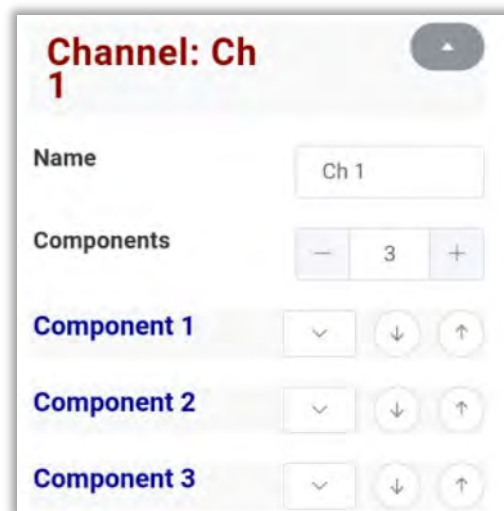 Channel: Ch
1
Name
Ch 1
Components
3
Component 1
Component 2
Component 3